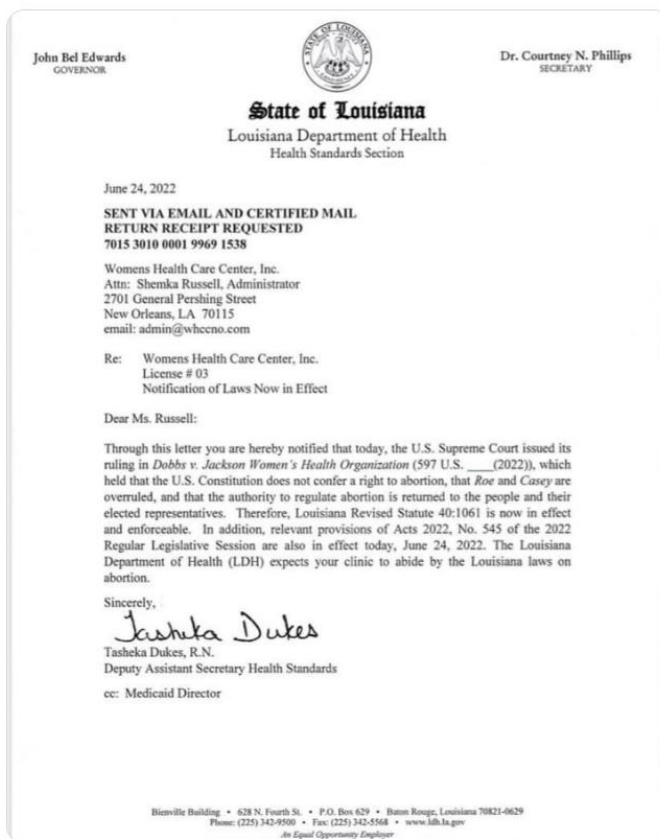 John Bel Edwards
GOVERNOR
STATE OF LOUISIANA
Dr. Courtney N. Phillips
SECRETARY
State of Louisiana
Louisiana Department of Health
Health Standards Section
June 24, 2022
SENT VIA EMAIL AND CERTIFIED MAIL
RETURN RECEIPT REQUESTED
7015 3010 0001 9969 1538
Womens Health Care Center, Inc.
Attn: Shemka Russell, Administrator
2701 General Pershing Street
New Orleans, LA 70115
email: admin@whccno.com
Re: Womens Health Care Center, Inc.
License # 03
Notification of Laws Now in Effect
Dear Ms. Russell:
Through this letter you are hereby notified that today, the U.S. Supreme Court issued its
ruling in Dobbs v. Jackson Women's Health Organization (597 U.S. ____(2022)), which
held that the U.S. Constitution does not confer a right to abortion, that Roe and Casey are
overruled, and that the authority to regulate abortion is returned to the people and their
elected representatives. Therefore, Louisiana Revised Statute 40:1061 is now in effect
and enforceable. In addition, relevant provisions of Acts 2022, No. 545 of the 2022
Regular Legislative Session are also in effect today, June 24, 2022. The Louisiana
Department of Health (LDH) expects your clinic to abide by the Louisiana laws on
abortion.
Sincerely,
Tasheka Dukes
Tasheka Dukes, R.N.
Deputy Assistant Secretary Health Standards
cc: Medicaid Director
Bienville Building • 628 N. Fourth St. • P.O. Box 629 • Baton Rouge, Louisiana 70821-0629
Phone: (225) 342-9500 • Fax: (225) 342-5568 • www.ldh.la.gov
An Equal Opportunity Employer